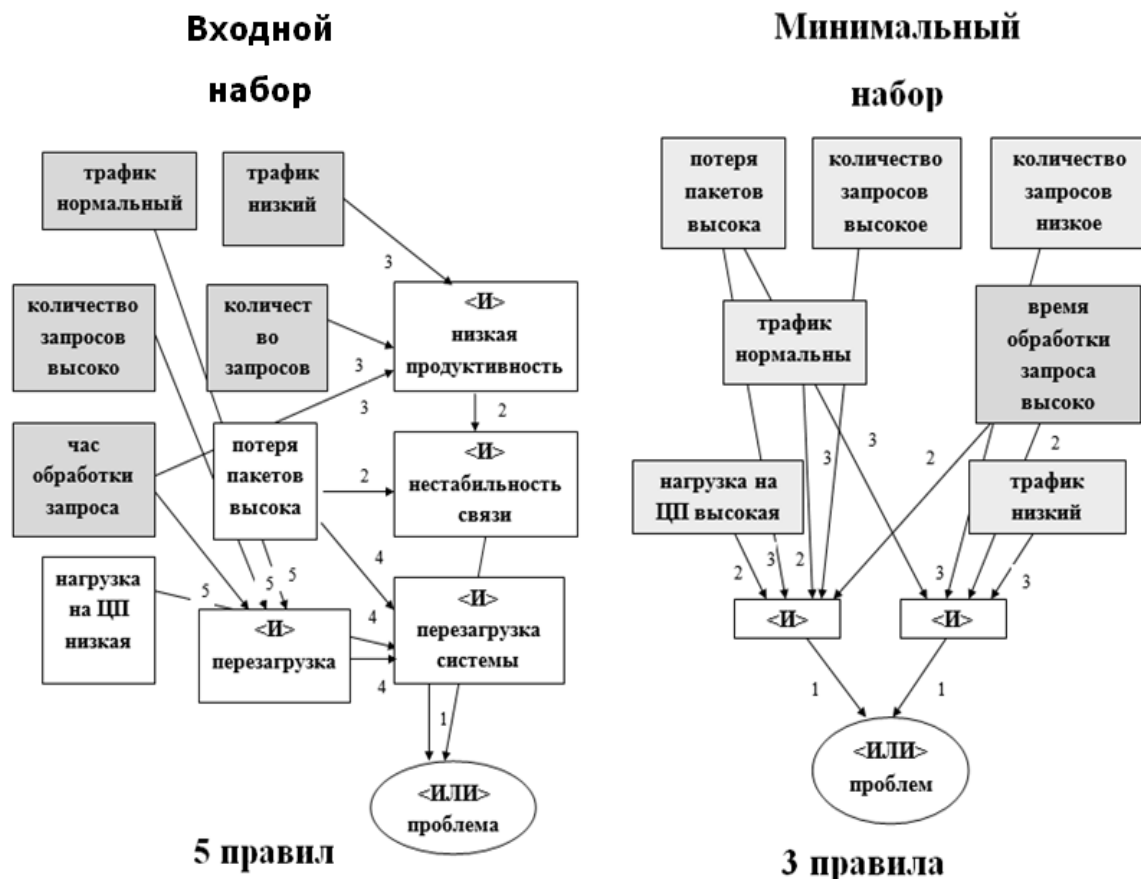 Входной
набор
трафик
нормальный
трафик
низкий
3
количество
запросов
высоко
количест
во
запросов
<И>
низкая
продуктивность
3
3
2
час
обработки
запроса
потеря
пакетов
высока
2
<И>
нестабильность
связи
4
нагрузка
на ЦП
низкая
5
5
5
<И>
перезагрузка
4
4
<И>
перезагрузка
системы
1
<ИЛИ>
проблема
5 правил
Минимальный
набор
потеря
пакетов
высока
количество
запросов
высокое
количество
запросов
низкое
трафик
нормальны
время
обработки
запроса
высоко
3
3
2
2
нагрузка на
ЦП высокая
трафик
низкий
2
3
2
3
3
<И>
<И>
1
1
<ИЛИ>
проблем
3 правила